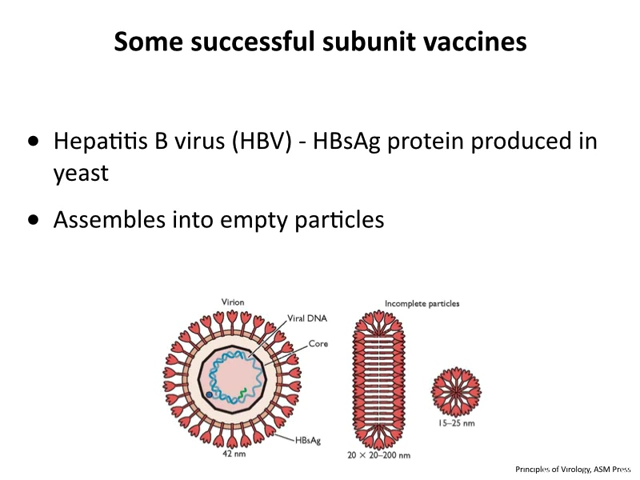 Some successful subunit vaccines
● Hepatitis B virus (HBV) - HBsAg protein produced in
yeast
● Assembles into empty particles
Virion
Viral DNA
Core
HBsAg
42 nm
Incomplete particles
20 × 20–200 nm
15–25 nm
Principles of Virology, ASM Press